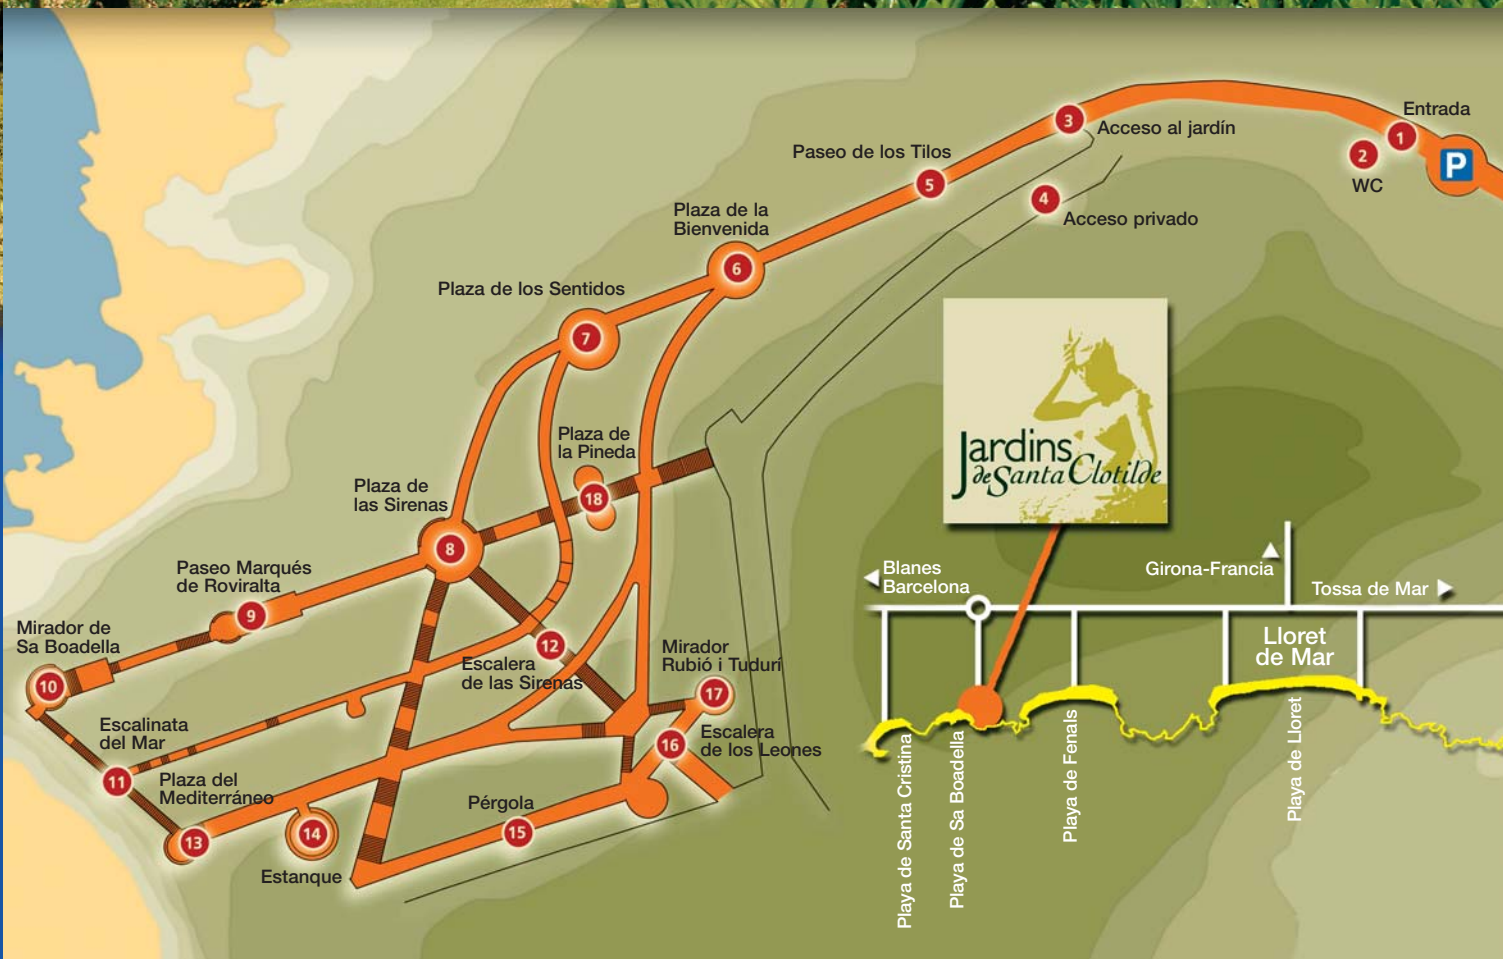 Entrada
1
P
2
WC
3
Acceso al jardín
4
Acceso privado
Paseo de los Tilos
5
Plaza de la
Bienvenida
6
Plaza de los Sentidos
7
Plaza de
la Pineda
18
Plaza de
las Sirenas
8
Paseo Marqués
de Roviralta
9
Mirador de
Sa Boadella
10
Escalinata
del Mar
11
Escalera
de las Sirenas
12
Plaza del
Mediterráneo
13
14
Estanque
Pérgola
15
Mirador
Rubió i Tudurí
17
Escalera
de los Leones
16
Jardins
de Santa Clotilde
Blanes
Barcelona
Girona-Francia
Tossa de Mar
Lloret
de Mar
Playa de Santa Cristina
Playa de Sa Boadella
Playa de Fenals
Playa de Lloret